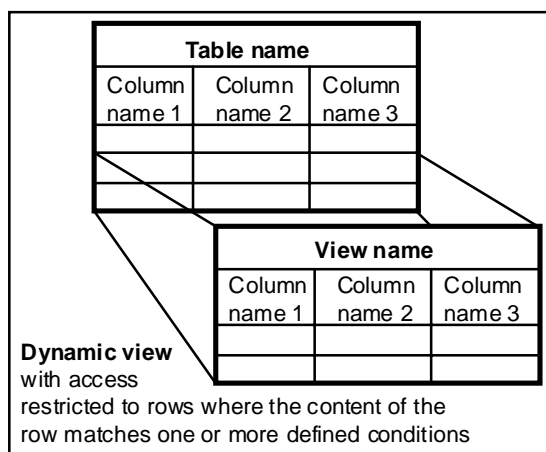 Table name
Column Column Column
name 1 name 2 name 3
View name
Column Column Column
name 1 name 2 name 3
Dynamic view
with access
restricted to rows where the content of the
row matches one or more defined conditions